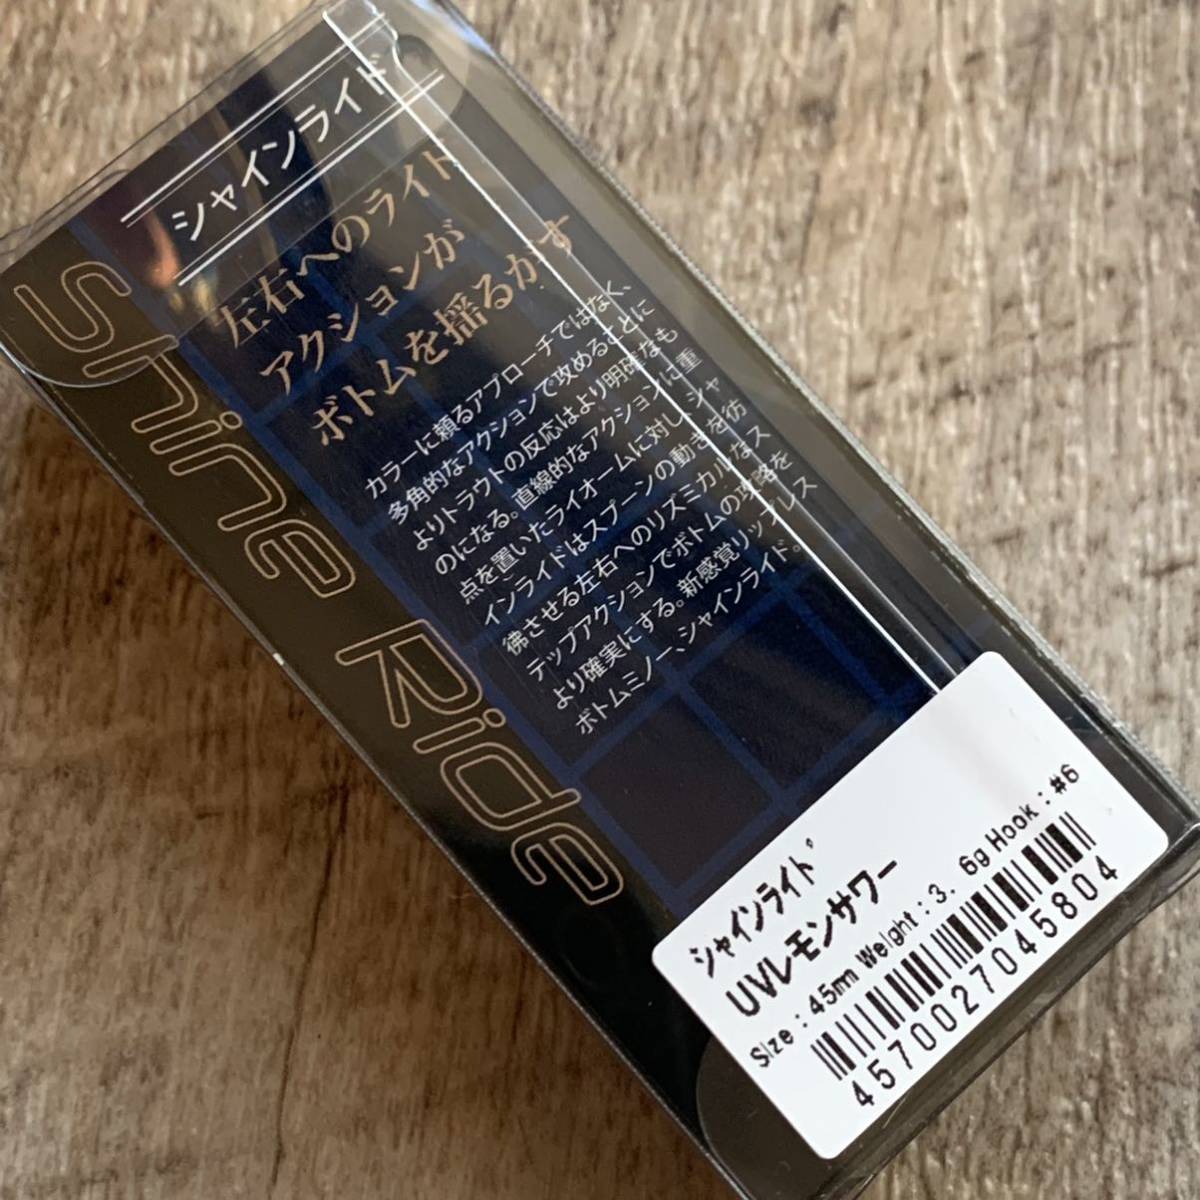 シャインライド
左右へのライト
アクションが
ボトムを揺るがす
カラーに頼るアプローチではなく、
多角的なアクションで攻めることに
よりトラウトの反応はより明確なも
のになる。直線的なアクションに重
点を置いたライオームに対し、シャ
インライドはスプーンの動きを彷
彿させる左右へのリズミカルなス
テップアクションでボトムの攻略を
より確実にする。新感覚リップレス
ボトムミノー、シャインライド。
Shine Ride
シャインライド
UVレモンサワー
Size:45mm Weight:3.6g Hook:#6
4570027045804